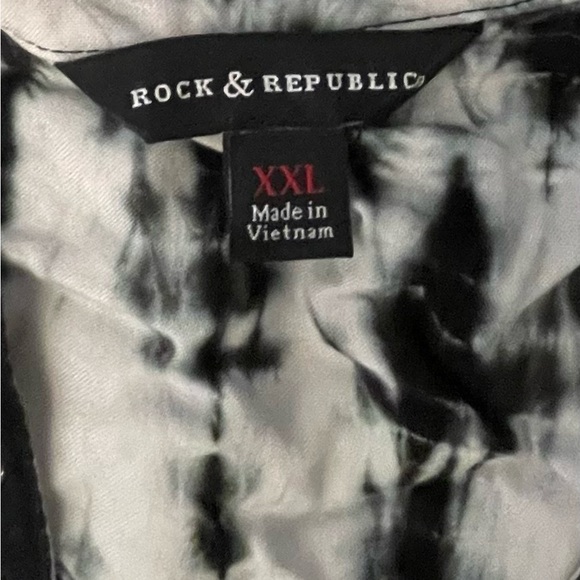 ROCK & REPUBLIC
XXL
Made in
Vietnam